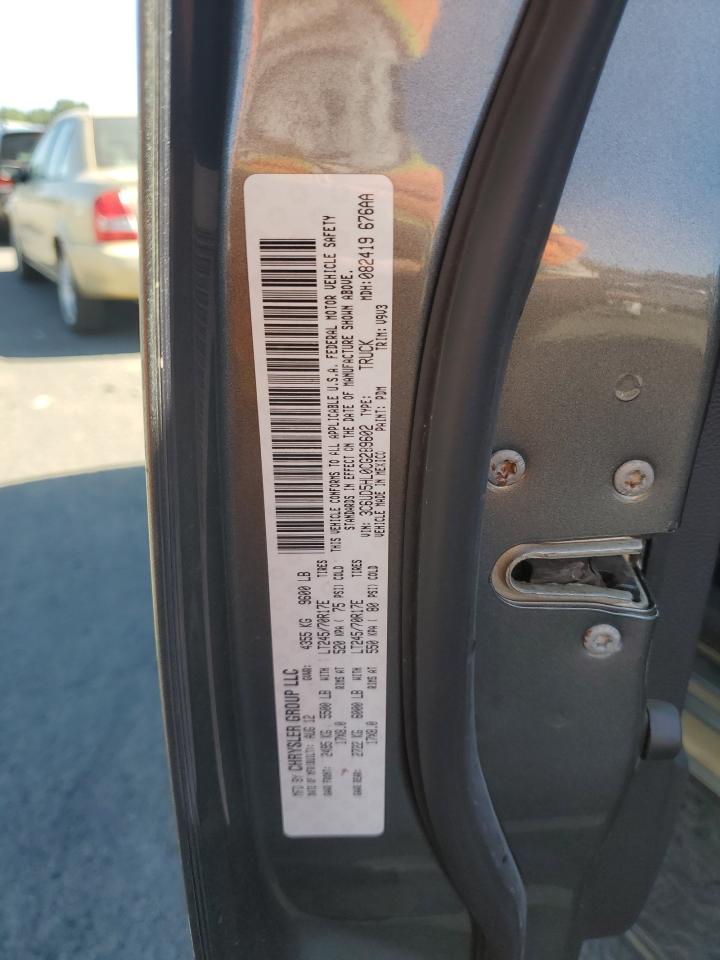 MFD BY CHRYSLER GROUP LLC
DATE OF MFR/BUILT: AUG 12 GVWR: 4355 KG 9600 LB
GAWR FRONT: 2495 KG 5500 LB WITH LT245/70R17E TIRES
17X8.0 RIMS AT 520 KPA ( 75 PSI) COLD
GAWR REAR: 2722 KG 6000 LB WITH LT245/70R17E TIRES
17X8.0 RIMS AT 550 KPA ( 80 PSI) COLD
THIS VEHICLE CONFORMS TO ALL APPLICABLE U.S.A. FEDERAL MOTOR VEHICLE SAFETY
STANDARDS IN EFFECT ON THE DATE OF MANUFACTURE SHOWN ABOVE.
VIN: 3C6UD5HL0CG289602 TYPE: TRUCK MDH: 082419 676AA
VEHICLE MADE IN MEXICO PAINT: PDM TRIM: V9V3